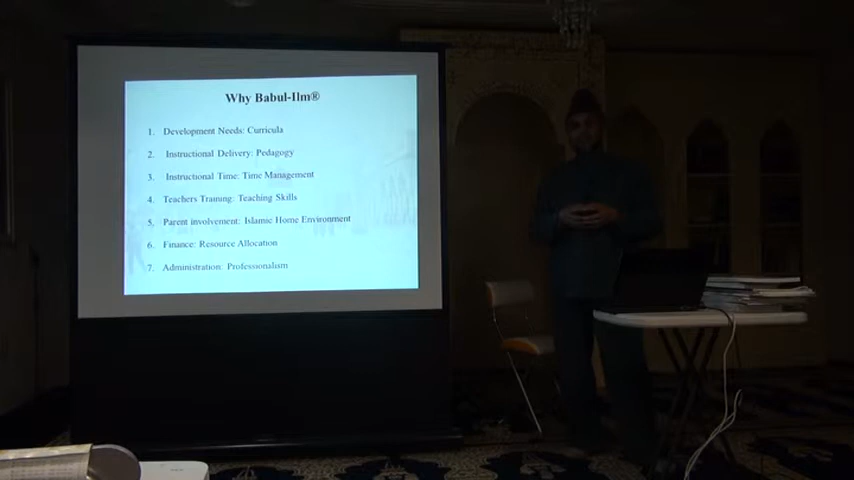 Why Babul-Ilm®
1. Development Needs: Curricula
2. Instructional Delivery: Pedagogy
3. Instructional Time: Time Management
4. Teachers Training: Teaching Skills
5. Parent involvement: Islamic Home Environment
6. Finance: Resource Allocation
7. Administration: Professionalism